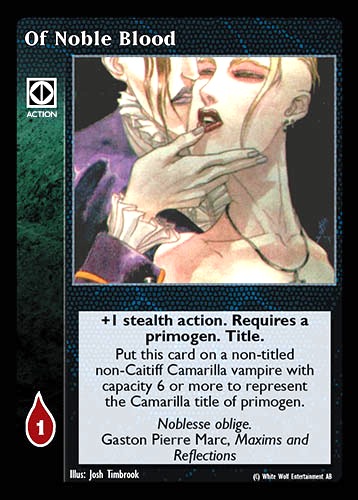 Of Noble Blood
ACTION
+1 stealth action. Requires a
primogen. Title.
Put this card on a non-titled
non-Caitiff Camarilla vampire with
capacity 6 or more to represent
the Camarilla title of primogen.
Noblesse oblige.
Gaston Pierre Marc, Maxims and
Reflections
1
Illus: Josh Timbrook
(C) White Wolf Entertainment AB